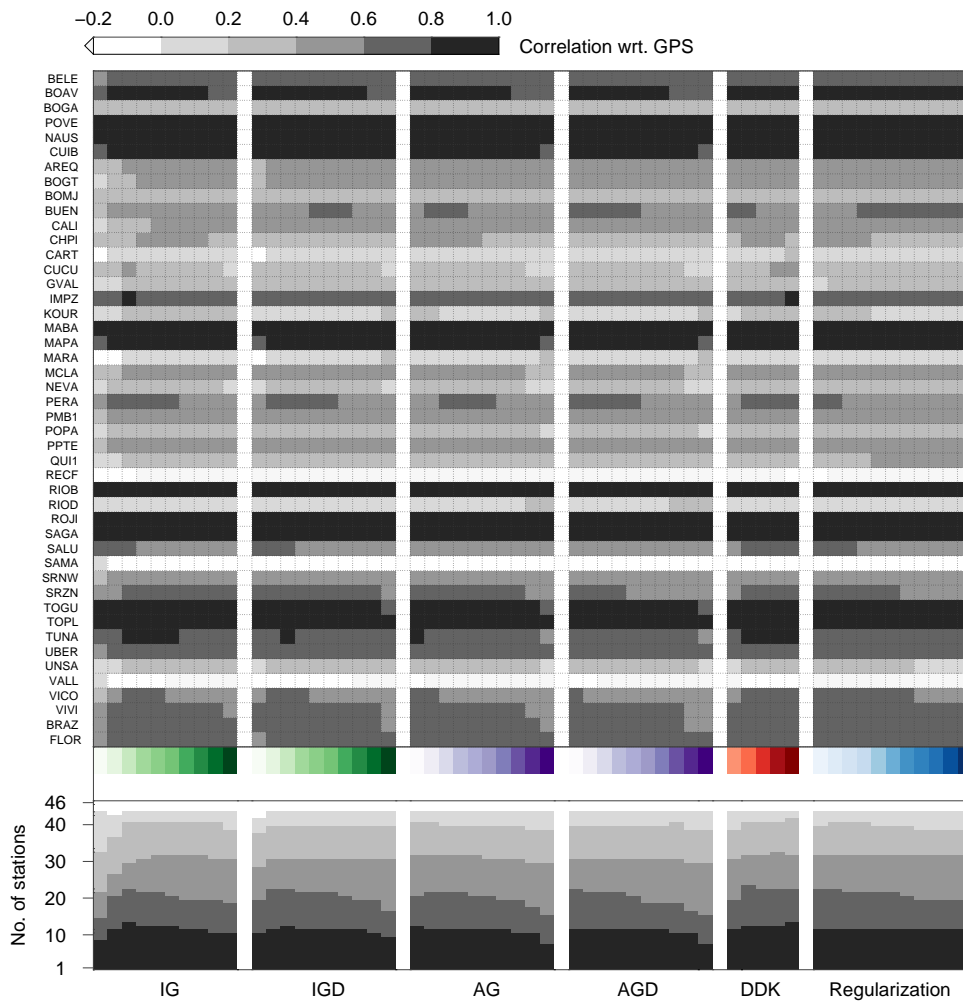 −0.2 0.0 0.2 0.4 0.6 0.8 1.0
Correlation wrt. GPS
BELE
BOAV
BOGA
POVE
NAUS
CUIB
AREQ
BOGT
BOMJ
BUEN
CALI
CHPI
CART
CUCU
GVAL
IMPZ
KOUR
MABA
MAPA
MARA
MCLA
NEVA
PERA
PMB1
POPA
PPTE
QUI1
RECF
RIOB
RIOD
ROJI
SAGA
SALU
SAMA
SRNW
SRZN
TOGU
TOPL
TUNA
UBER
UNSA
VALL
VICO
VIVI
BRAZ
FLOR
No. of stations
46
40
30
20
10
1
IG IGD AG AGD DDK Regularization